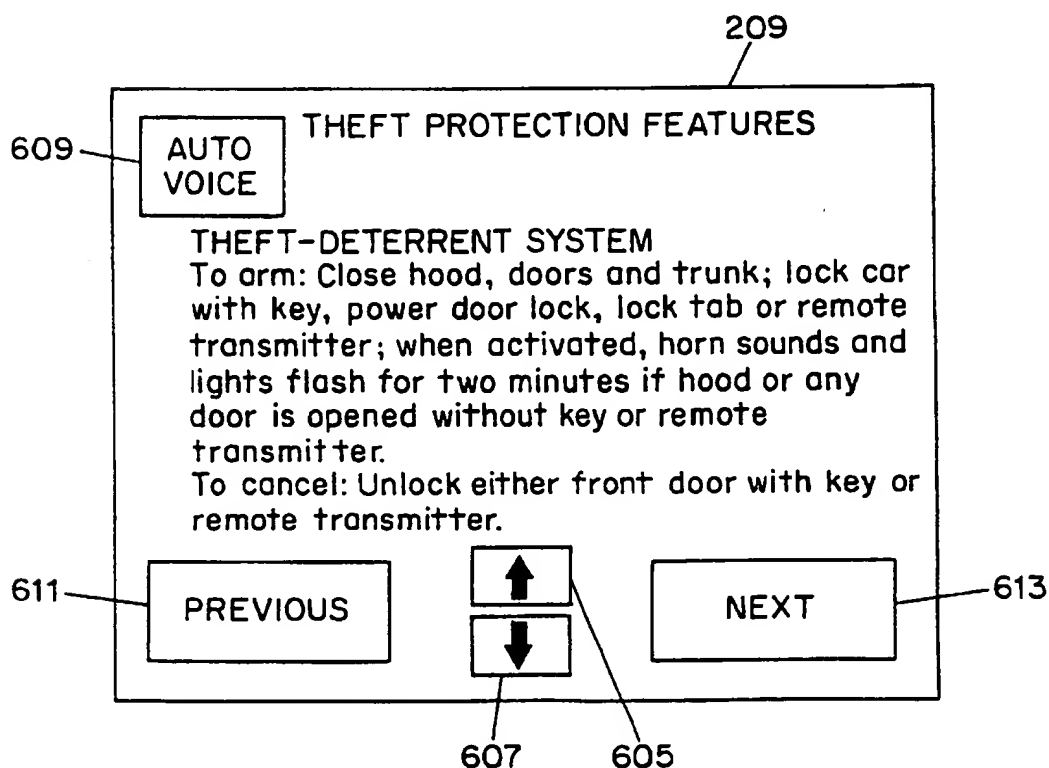 209
THEFT PROTECTION FEATURES
609
AUTO
VOICE
THEFT-DETERRENT SYSTEM
To arm: Close hood, doors and trunk; lock car
with key, power door lock, lock tab or remote
transmitter; when activated, horn sounds and
lights flash for two minutes if hood or any
door is opened without key or remote
transmitter.
To cancel: Unlock either front door with key or
remote transmitter.
611
PREVIOUS
NEXT
613
607
605